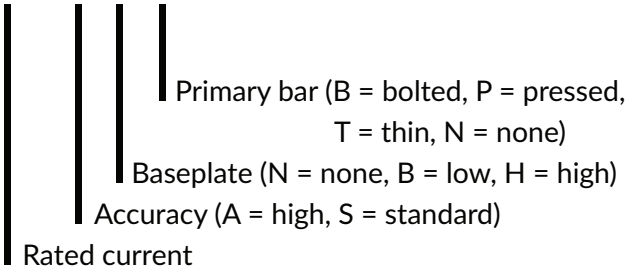 Primary bar (B = bolted, P = pressed,
T = thin, N = none)
Baseplate (N = none, B = low, H = high)
Accuracy (A = high, S = standard)
Rated current